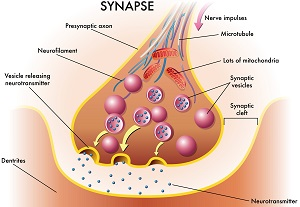 SYNAPSE
Nerve impulses
Presynaptic axon
Microtubule
Neurofilament
Lots of mitochondria
Vesicle releasing
neurotransmitter
Synaptic
vesicles
Synaptic
cleft
Dentrites
Neurotransmitter